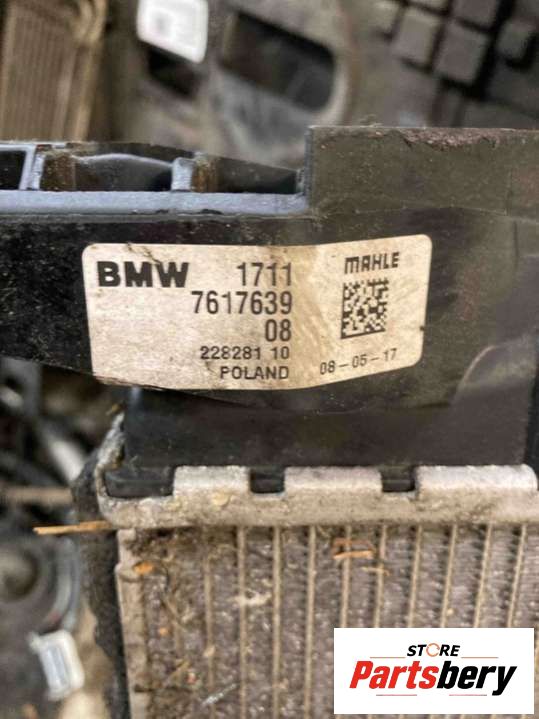 BMW 1711 MAHLE
7617639
08
228281 10
POLAND 08-05-17
STORE
Partsbery